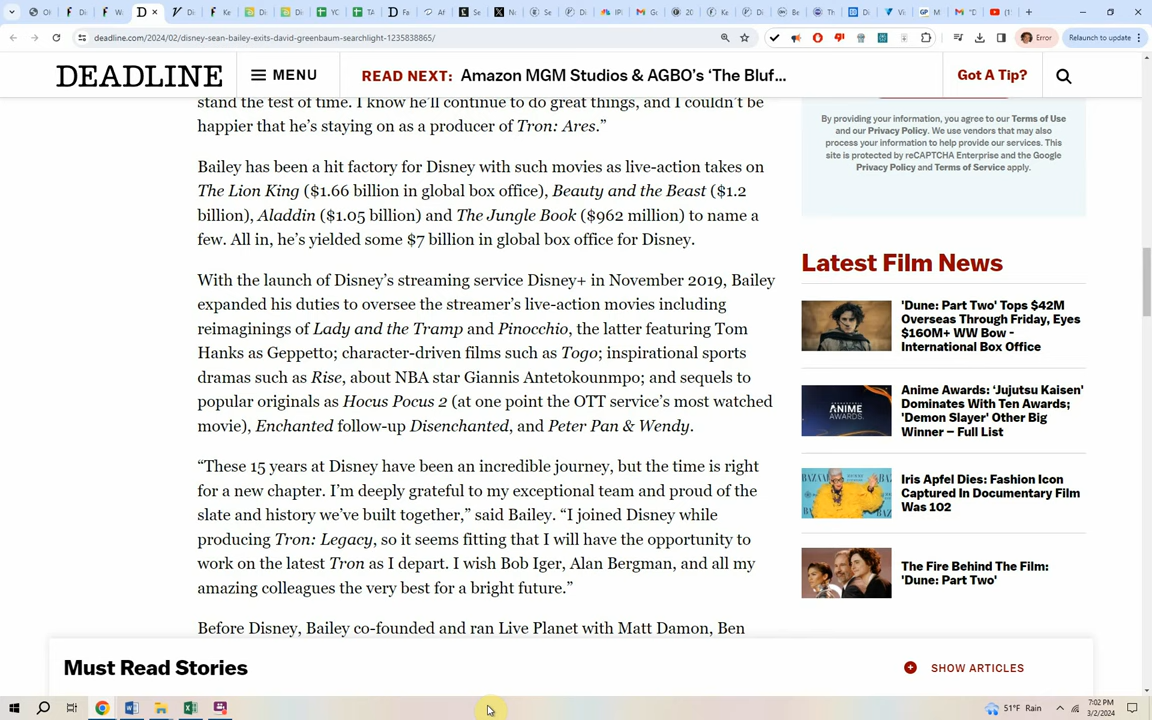 deadline.com/2024/02/disney-sean-bailey-exits-david-greenbaum-searchlight-1235838865/
Error
Relaunch to update
DEADLINE
MENU
READ NEXT: Amazon MGM Studios & AGBO’s ‘The Bluf...
Got A Tip?
stand the test of time. I know he’ll continue to do great things, and I couldn’t be
happier that he’s staying on as a producer of Tron: Ares.”
Bailey has been a hit factory for Disney with such movies as live-action takes on
The Lion King ($1.66 billion in global box office), Beauty and the Beast ($1.2
billion), Aladdin ($1.05 billion) and The Jungle Book ($962 million) to name a
few. All in, he’s yielded some $7 billion in global box office for Disney.
With the launch of Disney’s streaming service Disney+ in November 2019, Bailey
expanded his duties to oversee the streamer’s live-action movies including
reimaginings of Lady and the Tramp and Pinocchio, the latter featuring Tom
Hanks as Geppetto; character-driven films such as Togo; inspirational sports
dramas such as Rise, about NBA star Giannis Antetokounmpo; and sequels to
popular originals as Hocus Pocus 2 (at one point the OTT service’s most watched
movie), Enchanted follow-up Disenchanted, and Peter Pan & Wendy.
“These 15 years at Disney have been an incredible journey, but the time is right
for a new chapter. I’m deeply grateful to my exceptional team and proud of the
slate and history we’ve built together,” said Bailey. “I joined Disney while
producing Tron: Legacy, so it seems fitting that I will have the opportunity to
work on the latest Tron as I depart. I wish Bob Iger, Alan Bergman, and all my
amazing colleagues the very best for a bright future.”
Before Disney, Bailey co-founded and ran Live Planet with Matt Damon, Ben
By providing your information, you agree to our Terms of Use
and our Privacy Policy. We use vendors that may also
process your information to help provide our services. This
site is protected by reCAPTCHA Enterprise and the Google
Privacy Policy and Terms of Service apply.
Latest Film News
'Dune: Part Two' Tops $42M
Overseas Through Friday, Eyes
$160M+ WW Bow -
International Box Office
Anime Awards: 'Jujutsu Kaisen'
Dominates With Ten Awards;
'Demon Slayer' Other Big
Winner – Full List
ANIME
AWARDS.
Iris Apfel Dies: Fashion Icon
Captured In Documentary Film
Was 102
The Fire Behind The Film:
'Dune: Part Two'
Must Read Stories
SHOW ARTICLES
51°F Rain
7:02 PM
3/2/2024